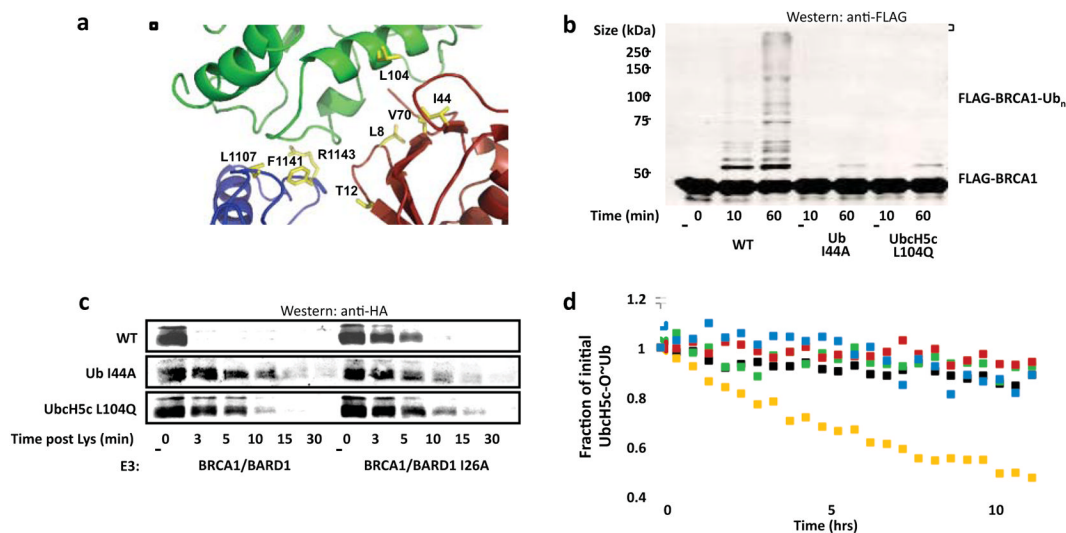 a
L104
I44
V70
L8
R1143
F1141
L1107
T12
b
Western: anti-FLAG
Size (kDa)
250
150
100
75
50
FLAG-BRCA1-Ubn
FLAG-BRCA1
Time (min) 0 10 60 10 60 10 60
WT Ub I44A UbcH5c L104Q
c
Western: anti-HA
WT
Ub I44A
UbcH5c L104Q
Time post Lys (min) 0 3 5 10 15 30 0 3 5 10 15 30
E3: BRCA1/BARD1 BRCA1/BARD1 I26A
d
Fraction of initial
UbcH5c-O~Ub
1.2
1
0.8
0.6
0.4
0 5 10
Time (hrs)